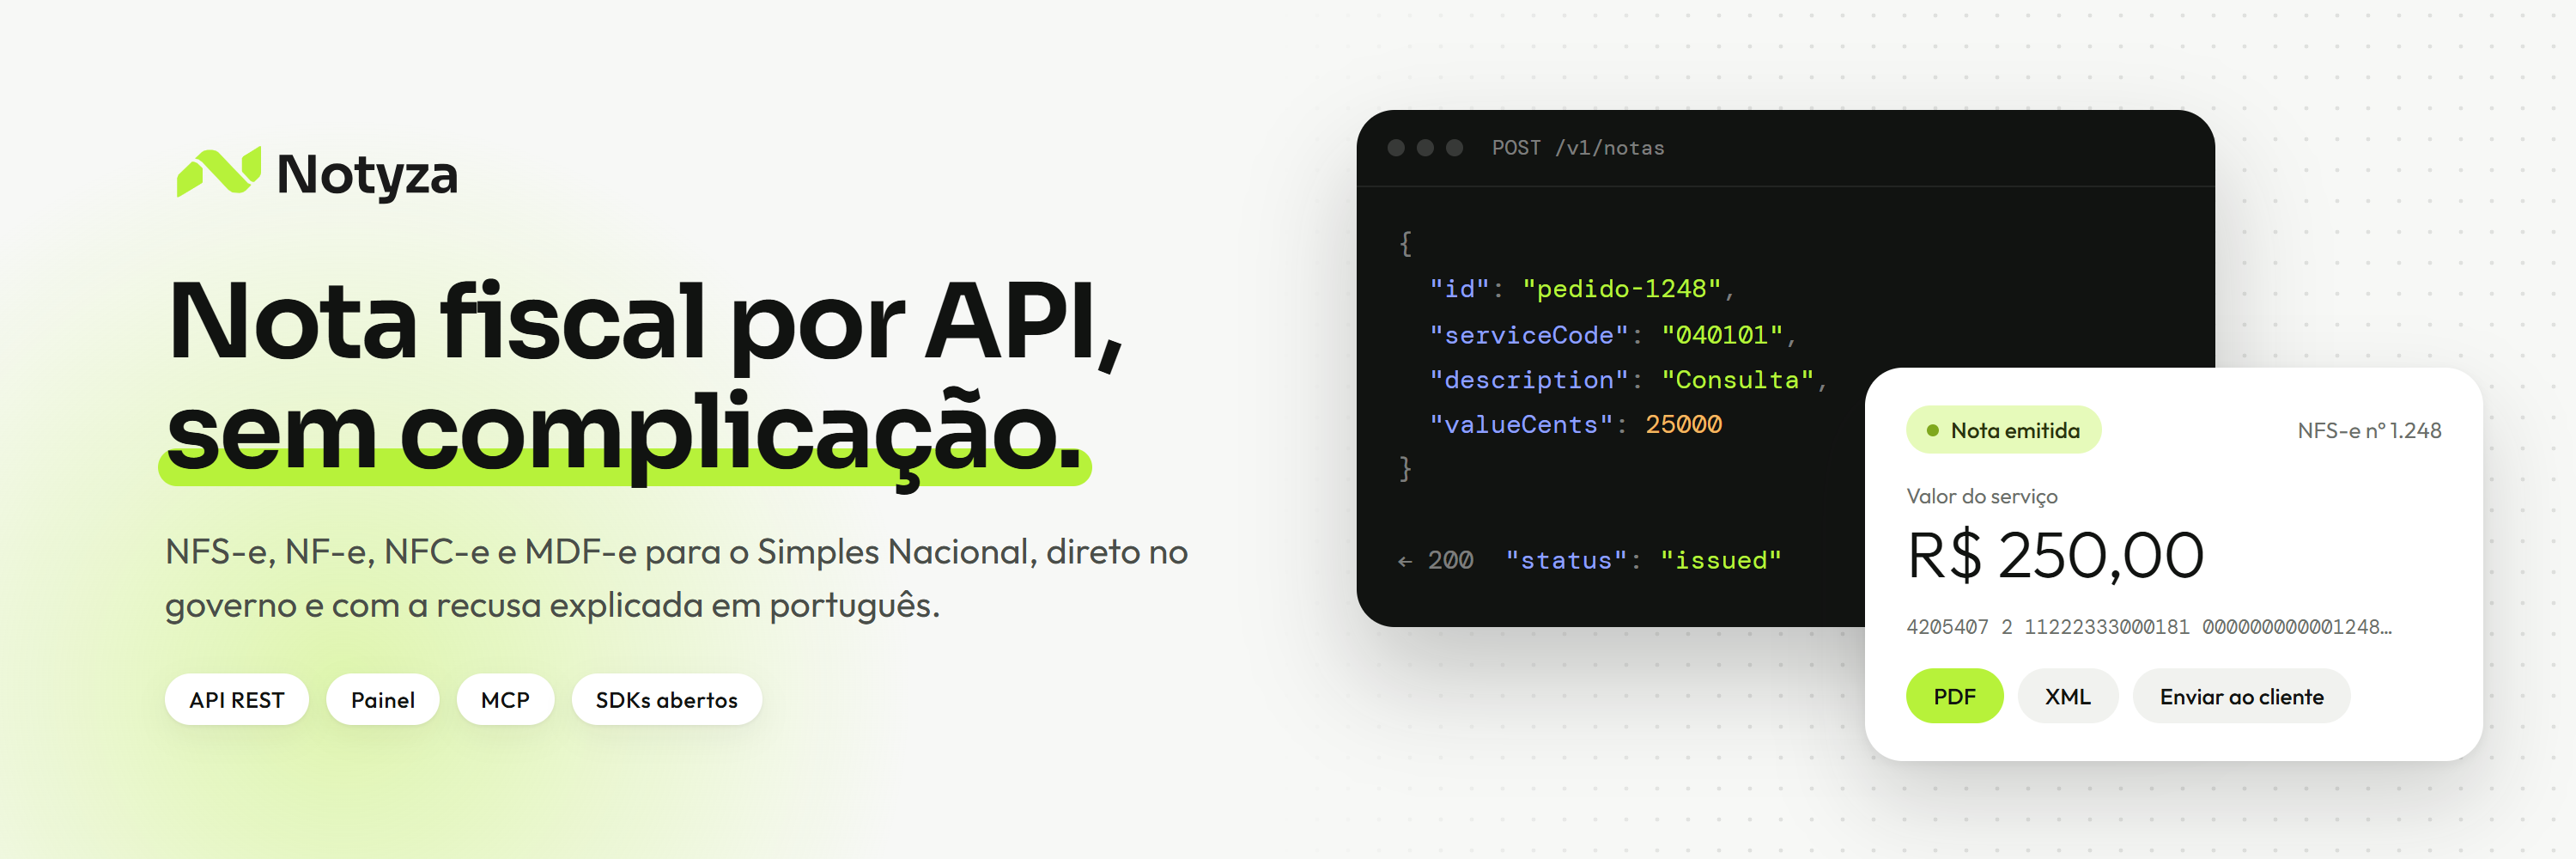 Notyza
Nota fiscal por API,
sem complicação.
NFS-e, NF-e, NFC-e e MDF-e para o Simples Nacional, direto no
governo e com a recusa explicada em português.
API REST
Painel
MCP
SDKs abertos
POST /v1/notas
{
"id": "pedido-1248",
"serviceCode": "040101",
"description": "Consulta",
"valueCents": 25000
}
← 200 "status": "issued"
Nota emitida
NFS-e nº 1.248
Valor do serviço
R$ 250,00
4205407 2 11222333000181 000000000001248…
PDF
XML
Enviar ao cliente